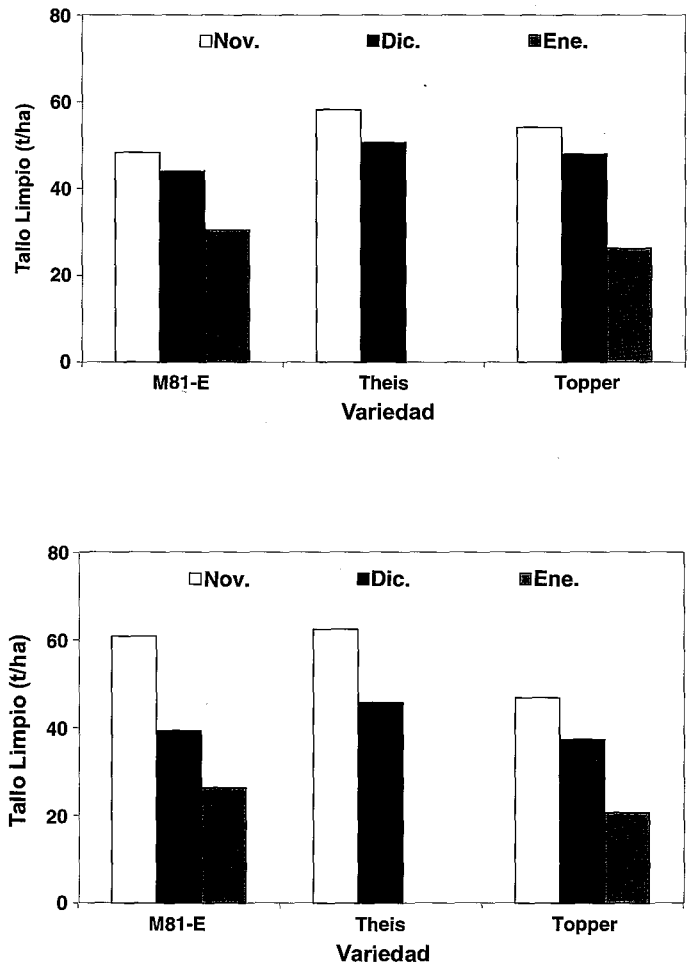 80
Nov. Dic. Ene.
60
40
20
0
Tallo Limpio (t/ha)
M81-E Theis Topper
Variedad
80
Nov. Dic. Ene.
60
40
20
0
Tallo Limpio (t/ha)
M81-E Theis Topper
Variedad